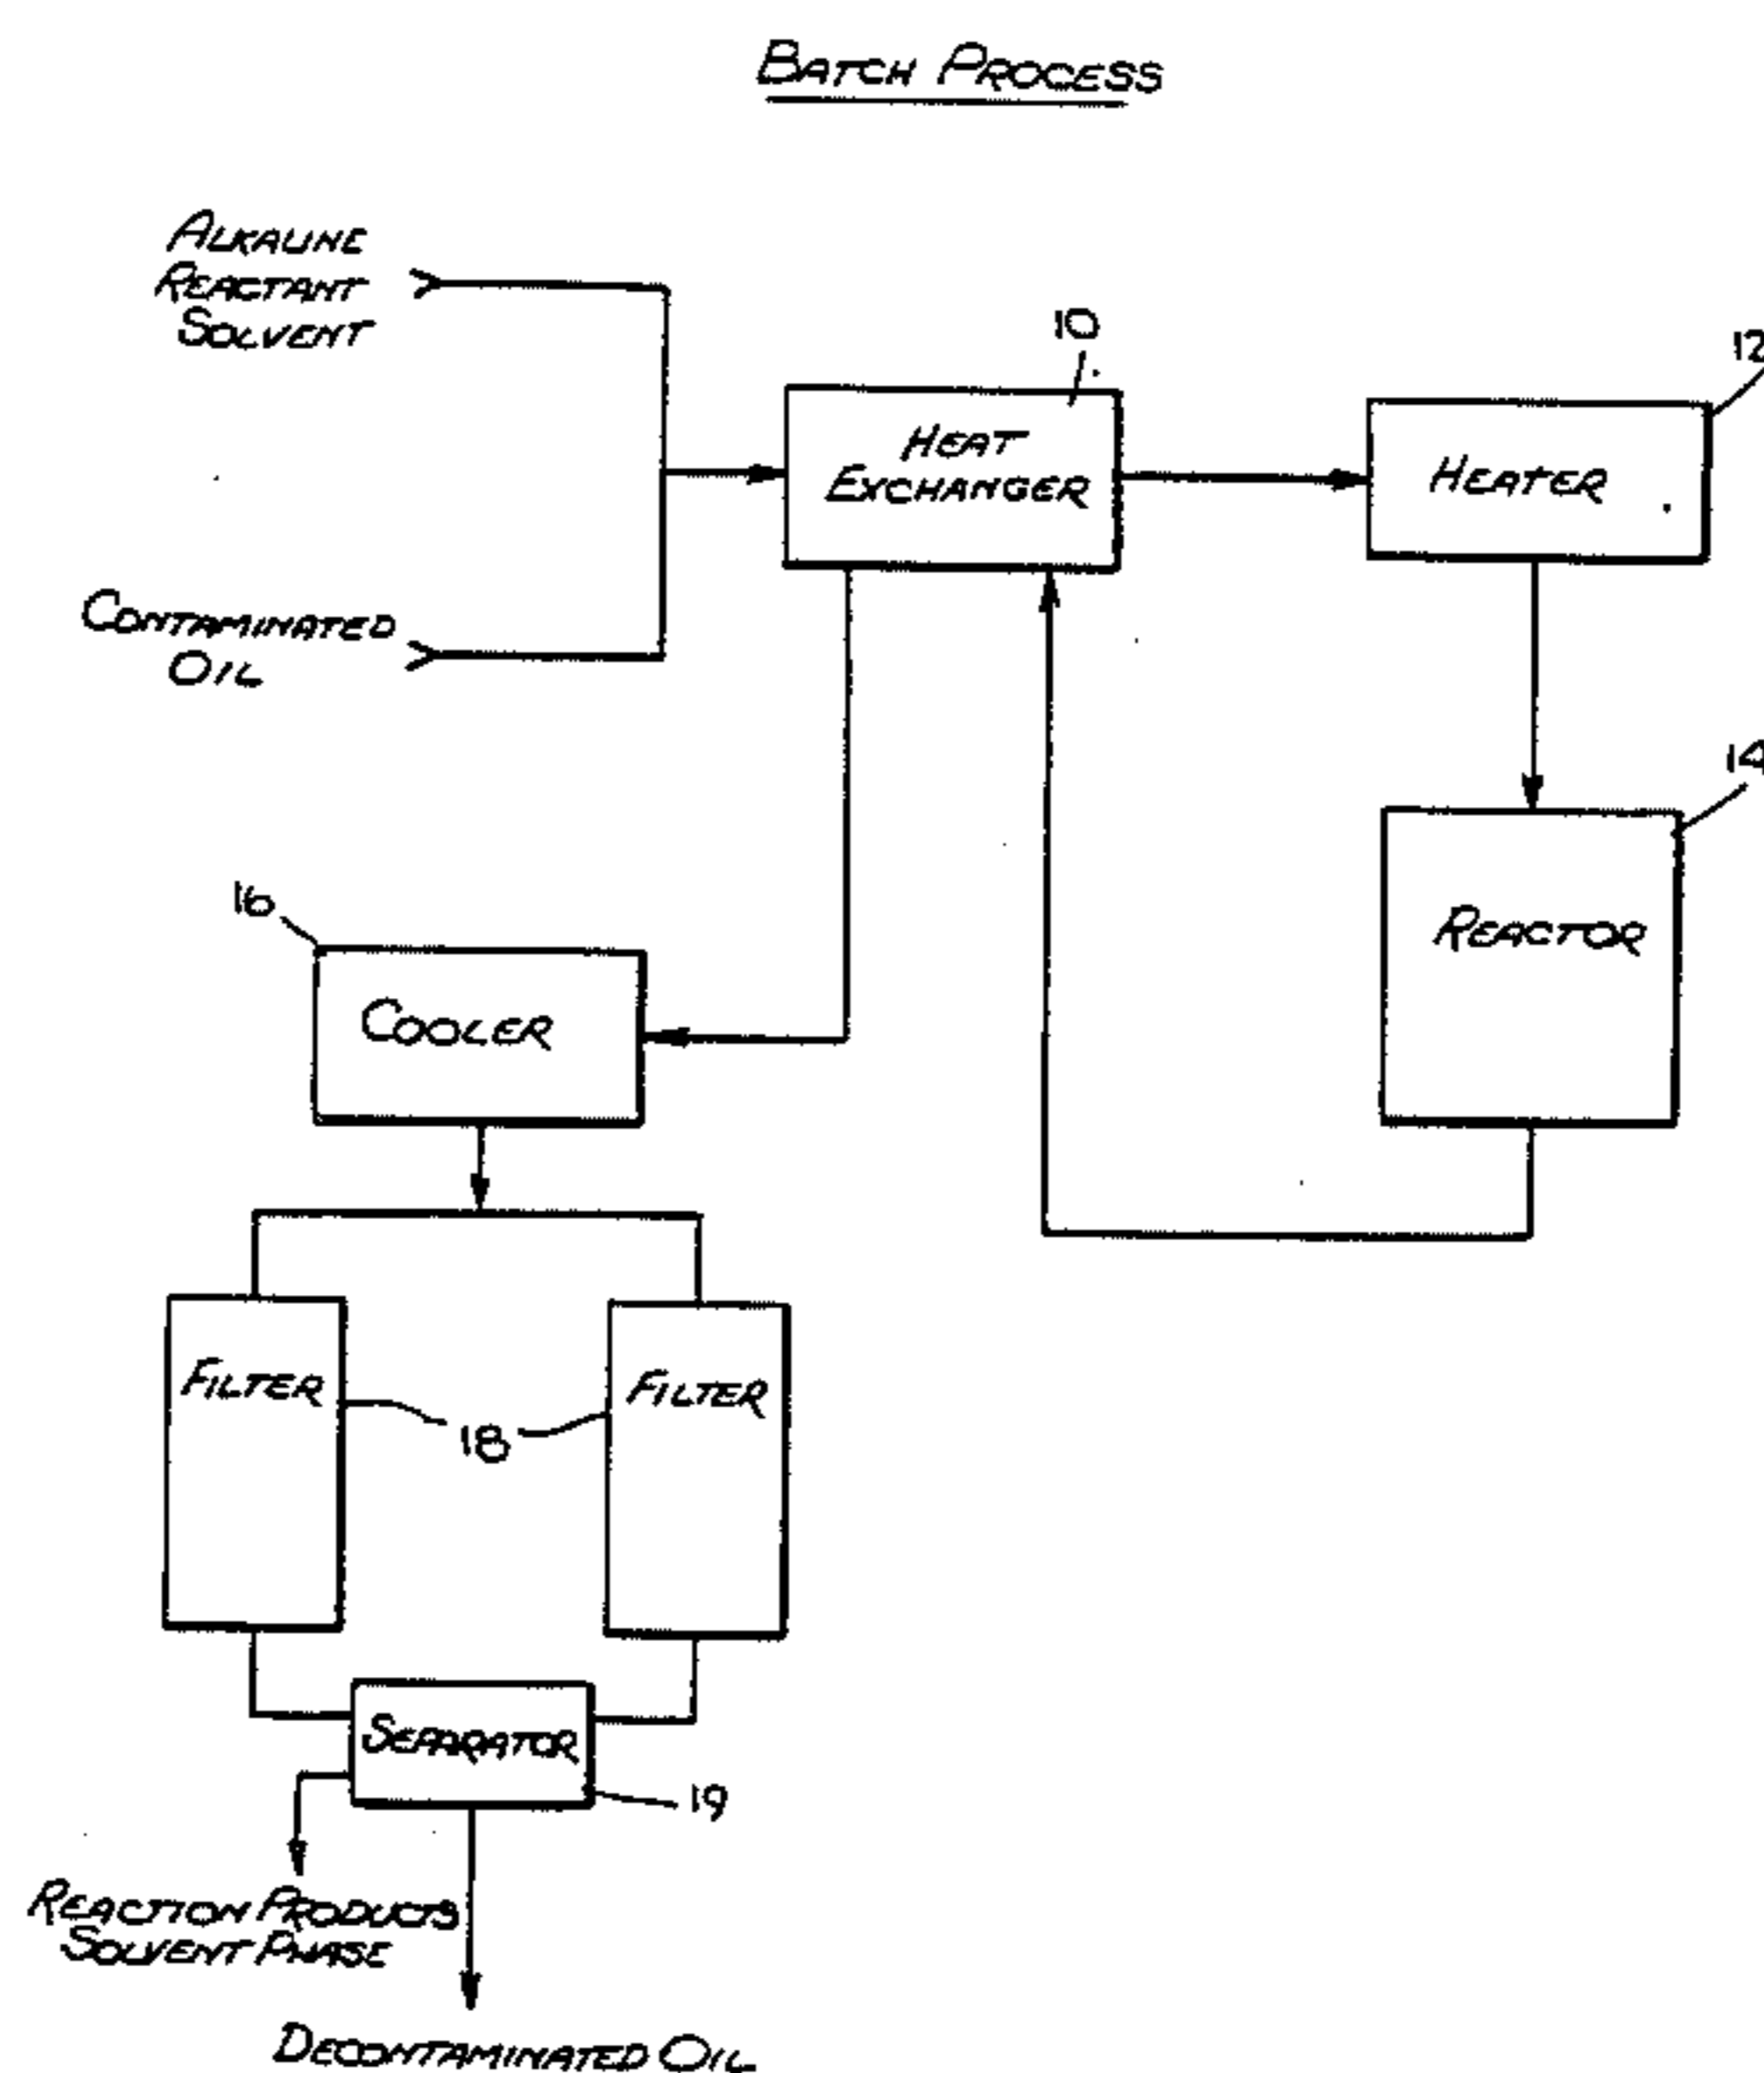 BATCH PROCESS
ALKALINE
REACTANT
SOLVENT
10
12
HEAT
EXCHANGER
HEATER
CONTAMINATED
OIL
14
REACTOR
16
COOLER
FILTER
FILTER
18
SEPARATOR
19
REACTION PRODUCTS
SOLVENT PHASE
DECONTAMINATED OIL